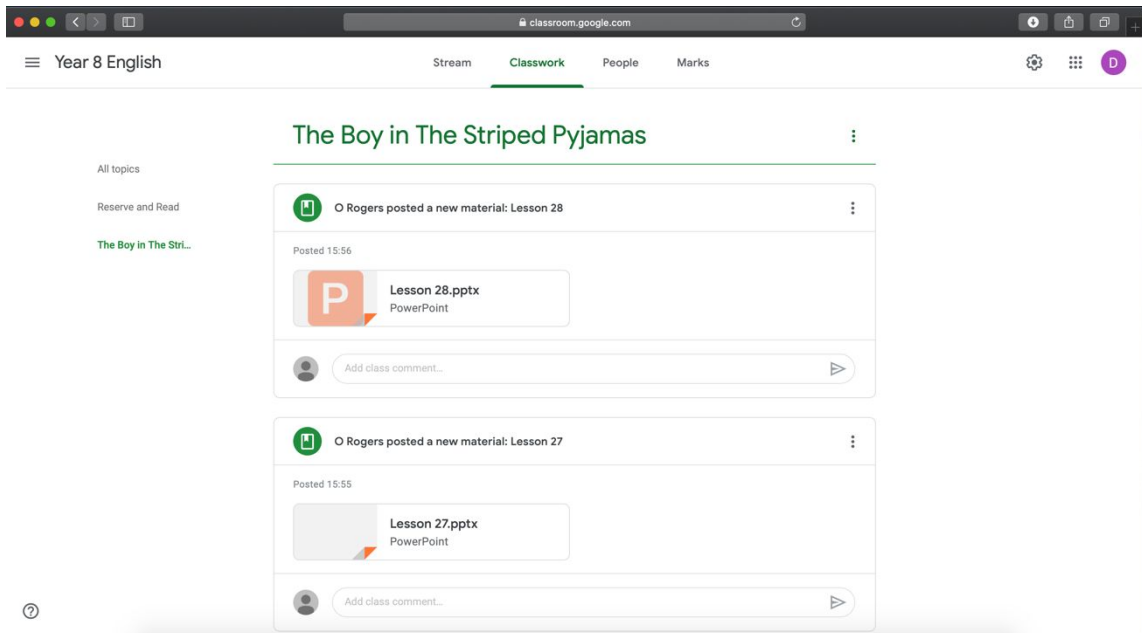 classroom.google.com
Year 8 English
Stream Classwork People Marks
D
The Boy in The Striped Pyjamas
All topics
Reserve and Read
The Boy in The Stri...
O Rogers posted a new material: Lesson 28
Posted 15:56
P
Lesson 28.pptx
PowerPoint
Add class comment...
O Rogers posted a new material: Lesson 27
Posted 15:55
Lesson 27.pptx
PowerPoint
Add class comment...